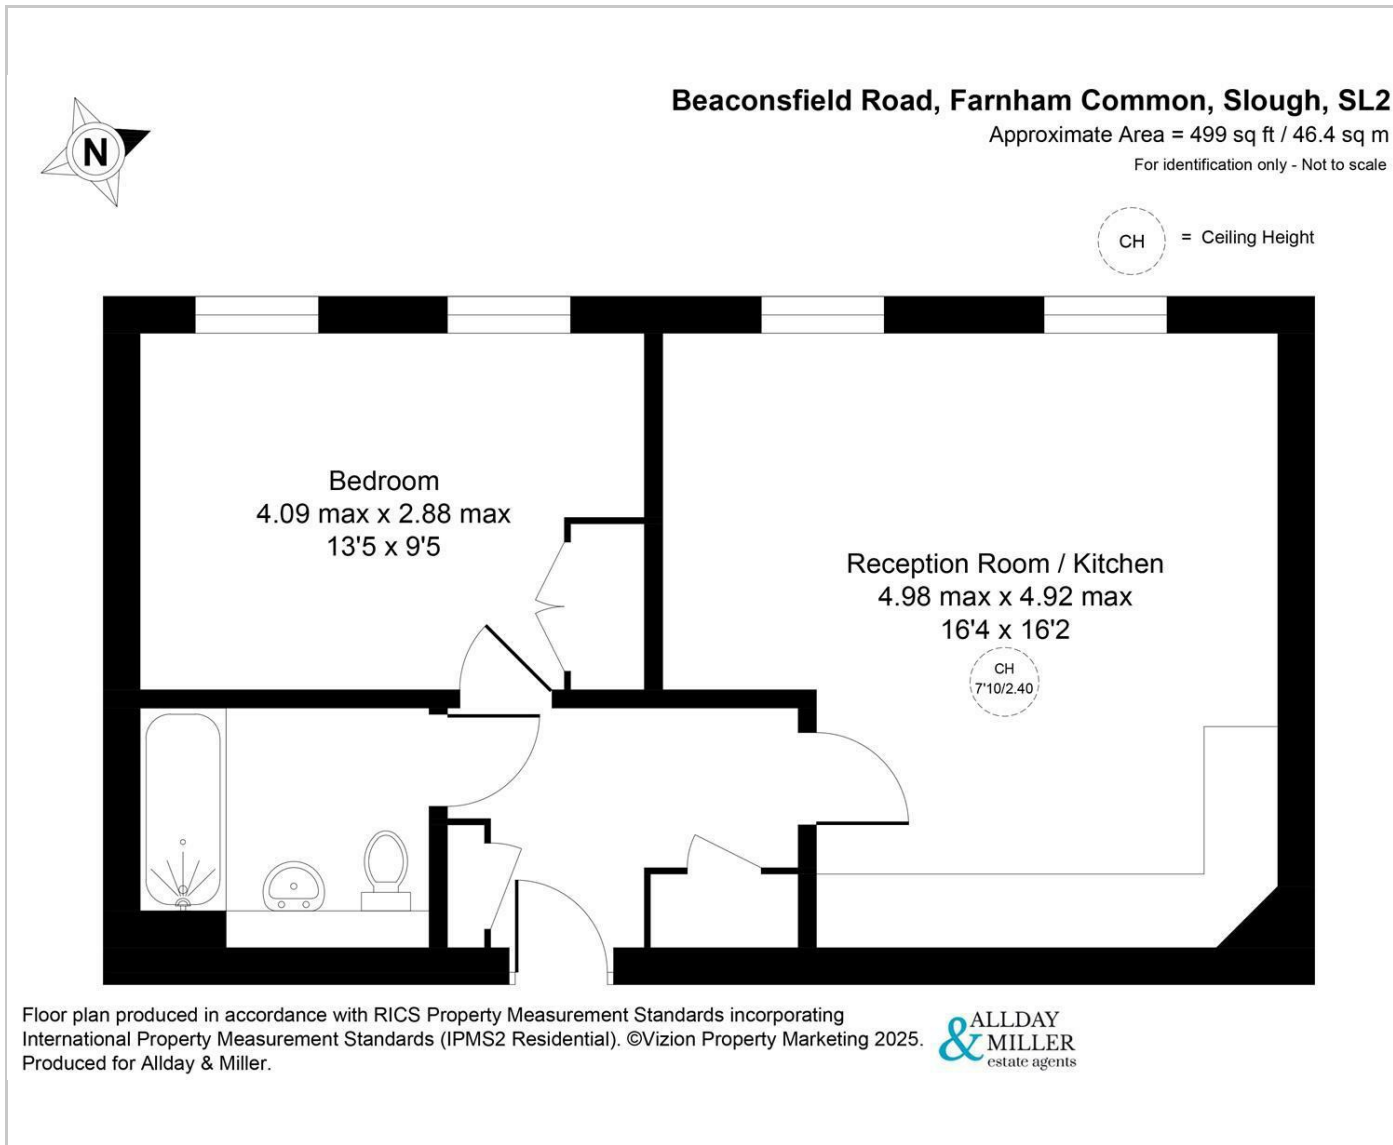 Beaconsfield Road, Farnham Common, Slough, SL2
Approximate Area = 499 sq ft / 46.4 sq m
For identification only - Not to scale
N
CH = Ceiling Height
Bedroom
4.09 max x 2.88 max
13'5 x 9'5
Reception Room / Kitchen
4.98 max x 4.92 max
16'4 x 16'2
CH
7'10/2.40
Floor plan produced in accordance with RICS Property Measurement Standards incorporating
International Property Measurement Standards (IPMS2 Residential). ©Vizion Property Marketing 2025.
Produced for Allday & Miller.
ALLDAY
& MILLER
estate agents